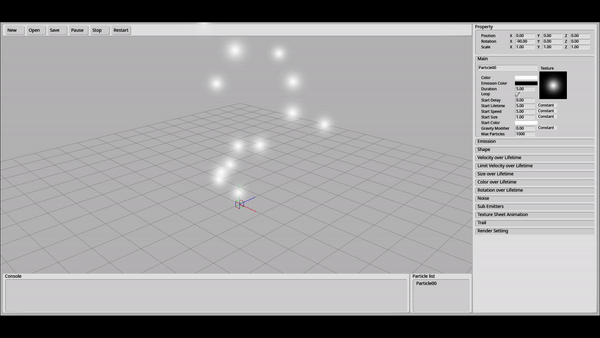 New Open Save Pause Stop Restart
Property
Position X 0.00 Y 0.00 Z 0.00
Rotation X -90.00 Y 0.00 Z 0.00
Scale X 1.00 Y 1.00 Z 1.00
Main
Particle00 Texture
Color
Emission Color
Duration 5.00
Loop
Start Delay 0.00
Start Lifetime 5.00 Constant
Start Speed 5.00 Constant
Start Size 1.00 Constant
Start Color
Gravity Modifier 0.00 Constant
Max Particles 1000
Emission
Shape
Velocity over Lifetime
Limit Velocity over Lifetime
Size over Lifetime
Color over Lifetime
Rotation over Lifetime
Noise
Sub Emitters
Texture Sheet Animation
Trail
Render Setting
Console
Particle list
Particle00